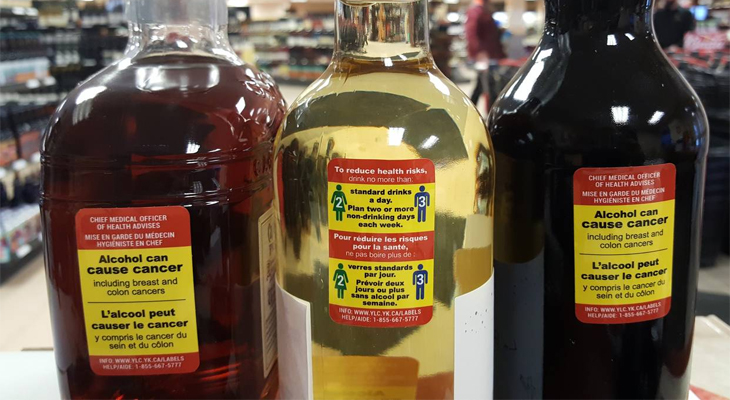 CHIEF MEDICAL OFFICER
OF HEALTH ADVISES
MISE EN GARDE DU MÉDECIN
HYGIÉNISTE EN CHEF
Alcohol can
cause cancer
including breast and
colon cancers
L'alcool peut
causer le cancer
y compris le cancer du
sein et du côlon
INFO: WWW.YLC.YK.CA/LABELS
HELP/AIDE: 1-855-667-5777
To reduce health risks,
drink no more than:
2
standard drinks
a day.
Plan two or more
non-drinking days
each week.
3
Pour réduire les risques
pour la santé,
ne pas boire plus de :
2
verres standards
par jour.
Prévoir deux
jours ou plus
sans alcool par
semaine.
3
INFO: WWW.YLC.YK.CA/LABELS
HELP/AIDE: 1-855-667-5777
CHIEF MEDICAL OFFICER
OF HEALTH ADVISES
MISE EN GARDE DU MÉDECIN
HYGIÉNISTE EN CHEF
Alcohol can
cause cancer
including breast and
colon cancers
L'alcool peut
causer le cancer
y compris le cancer du
sein et du côlon
INFO: WWW.YLC.YK.CA/LABELS
HELP/AIDE: 1-855-667-5777